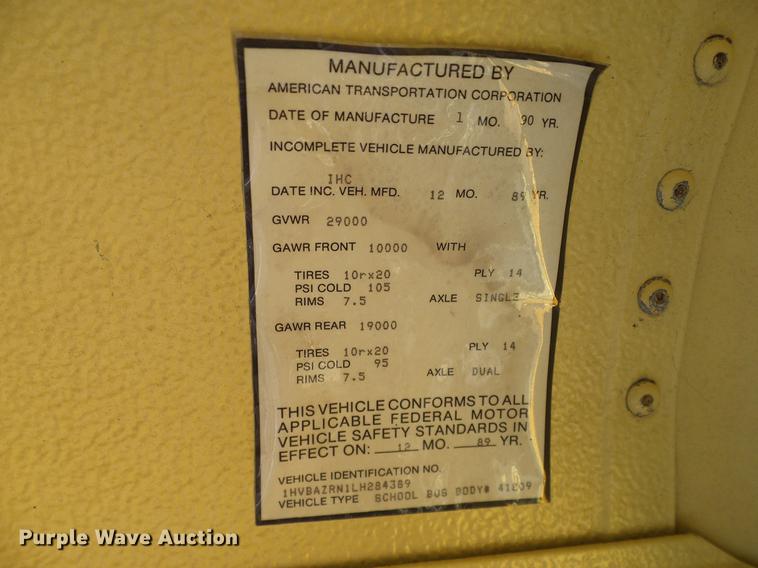 MANUFACTURED BY
AMERICAN TRANSPORTATION CORPORATION
DATE OF MANUFACTURE 1 MO. 90 YR.
INCOMPLETE VEHICLE MANUFACTURED BY:
IHC
DATE INC. VEH. MFD. 12 MO. 89 YR.
GVWR 29000
GAWR FRONT 10000 WITH
TIRES 10rx20 PLY 14
PSI COLD 105
RIMS 7.5 AXLE SINGLE
GAWR REAR 19000
TIRES 10rx20 PLY 14
PSI COLD 95
RIMS 7.5 AXLE DUAL
THIS VEHICLE CONFORMS TO ALL
APPLICABLE FEDERAL MOTOR
VEHICLE SAFETY STANDARDS IN
EFFECT ON: 12 MO. 89 YR.
VEHICLE IDENTIFICATION NO.
1HVBAZRN1LH284389
VEHICLE TYPE SCHOOL BUS BODY#
Purple Wave Auction